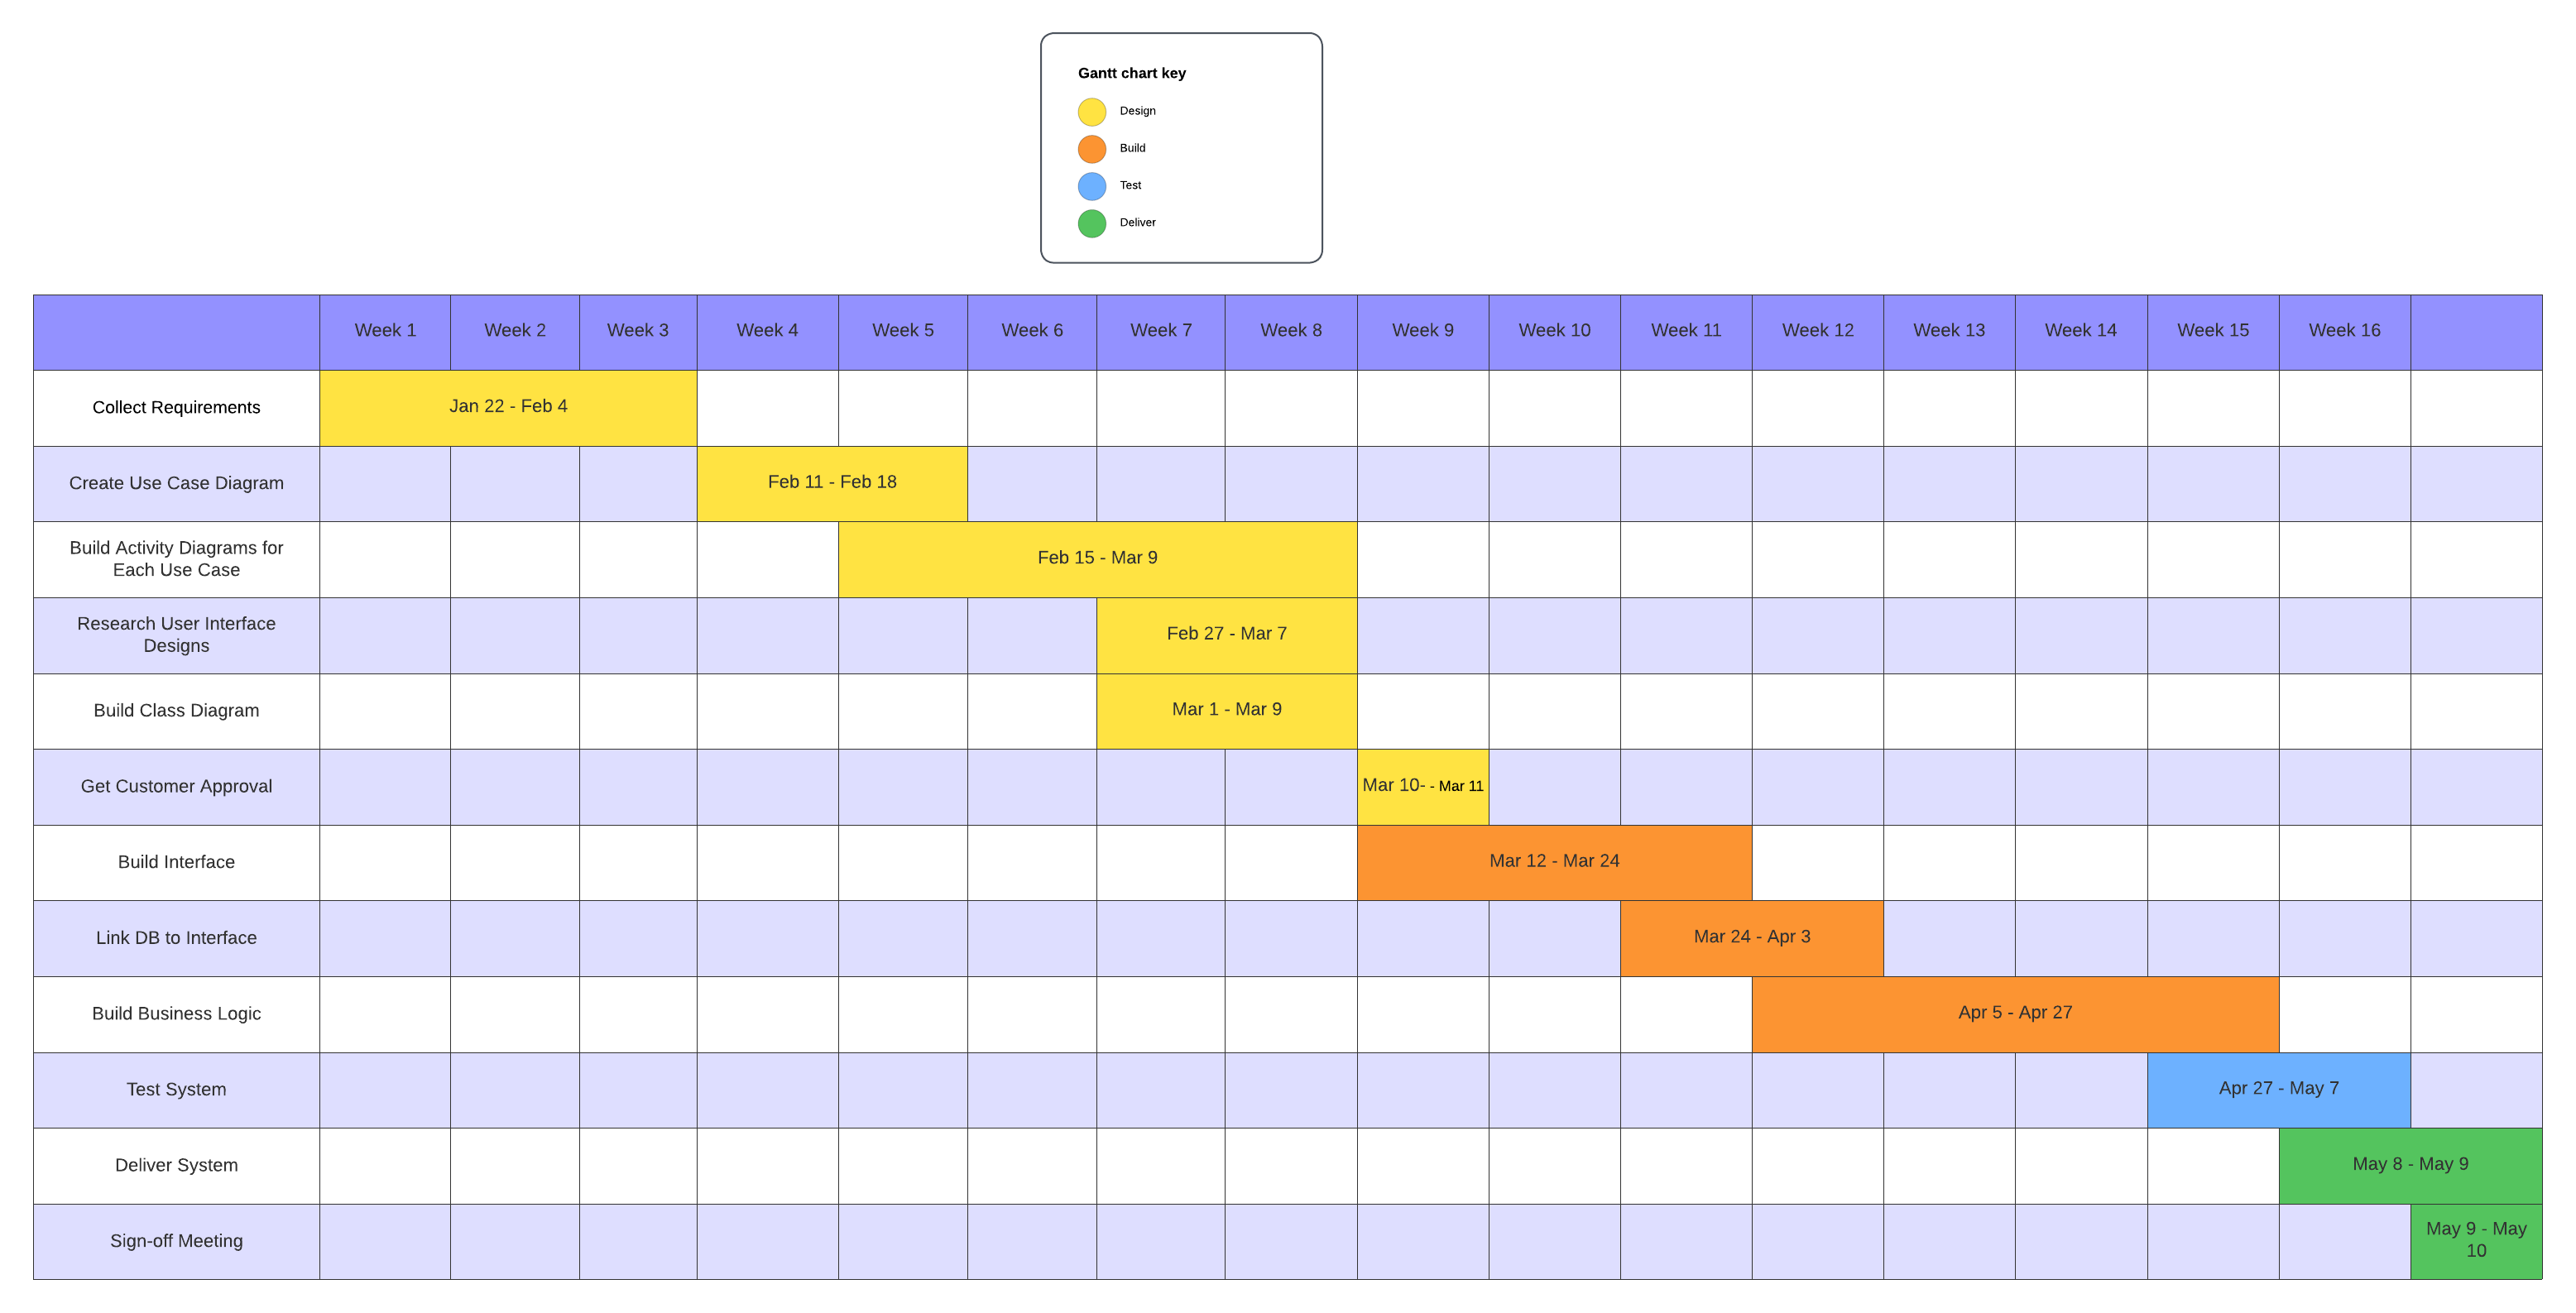 Gantt chart key
Design
Build
Test
Deliver
Week 1 Week 2 Week 3 Week 4 Week 5 Week 6 Week 7 Week 8 Week 9 Week 10 Week 11 Week 12 Week 13 Week 14 Week 15 Week 16
Collect Requirements Jan 22 - Feb 4
Create Use Case Diagram Feb 11 - Feb 18
Build Activity Diagrams for
Each Use Case
Feb 15 - Mar 9
Research User Interface
Designs
Feb 27 - Mar 7
Build Class Diagram Mar 1 - Mar 9
Get Customer Approval Mar 10- - Mar 11
Build Interface Mar 12 - Mar 24
Link DB to Interface Mar 24 - Apr 3
Build Business Logic Apr 5 - Apr 27
Test System Apr 27 - May 7
Deliver System May 8 - May 9
Sign-off Meeting
May 9 - May
10